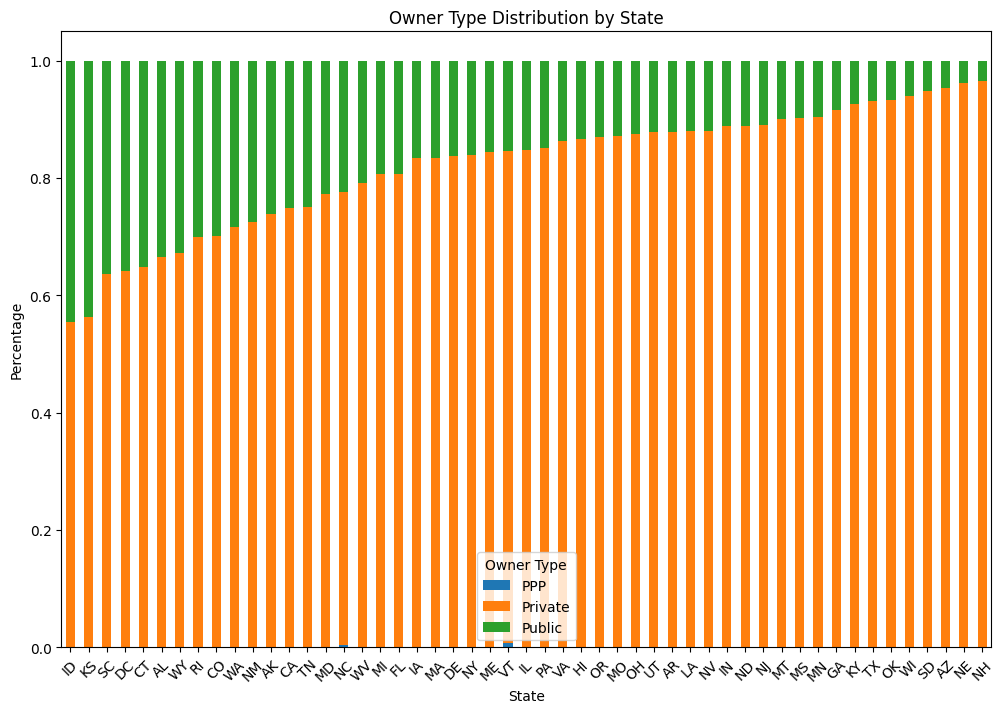 Owner Type Distribution by State
Percentage
1.0
0.8
0.6
0.4
0.2
0.0
Owner Type
PPP
Private
Public
ID KS SC DC CT AL WY RI CO WA NM AK CA TN MD NC WV MI FL IA MA DE NY ME VT IL PA VA HI OR MO OH UT AR LA NV IN ND NJ MT MS MN GA KY TX OK WI SD AZ NE NH
State